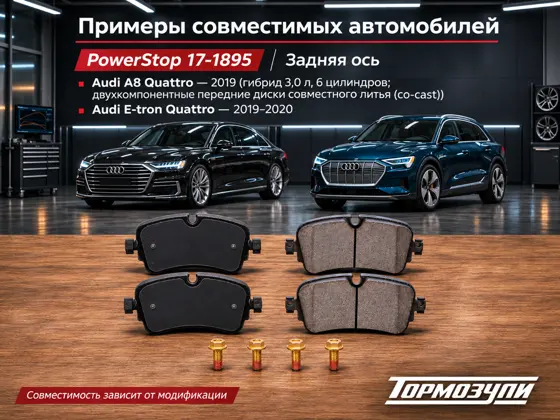 Примеры совместимых автомобилей
PowerStop 17-1895 | Задняя ось
Audi A8 Quattro — 2019 (гибрид 3,0 л, 6 цилиндров;
двухкомпонентные передние диски совместного литья (co-cast))
Audi E-tron Quattro — 2019–2020
Совместимость зависит от модификации
ТОРМОЗУПИ